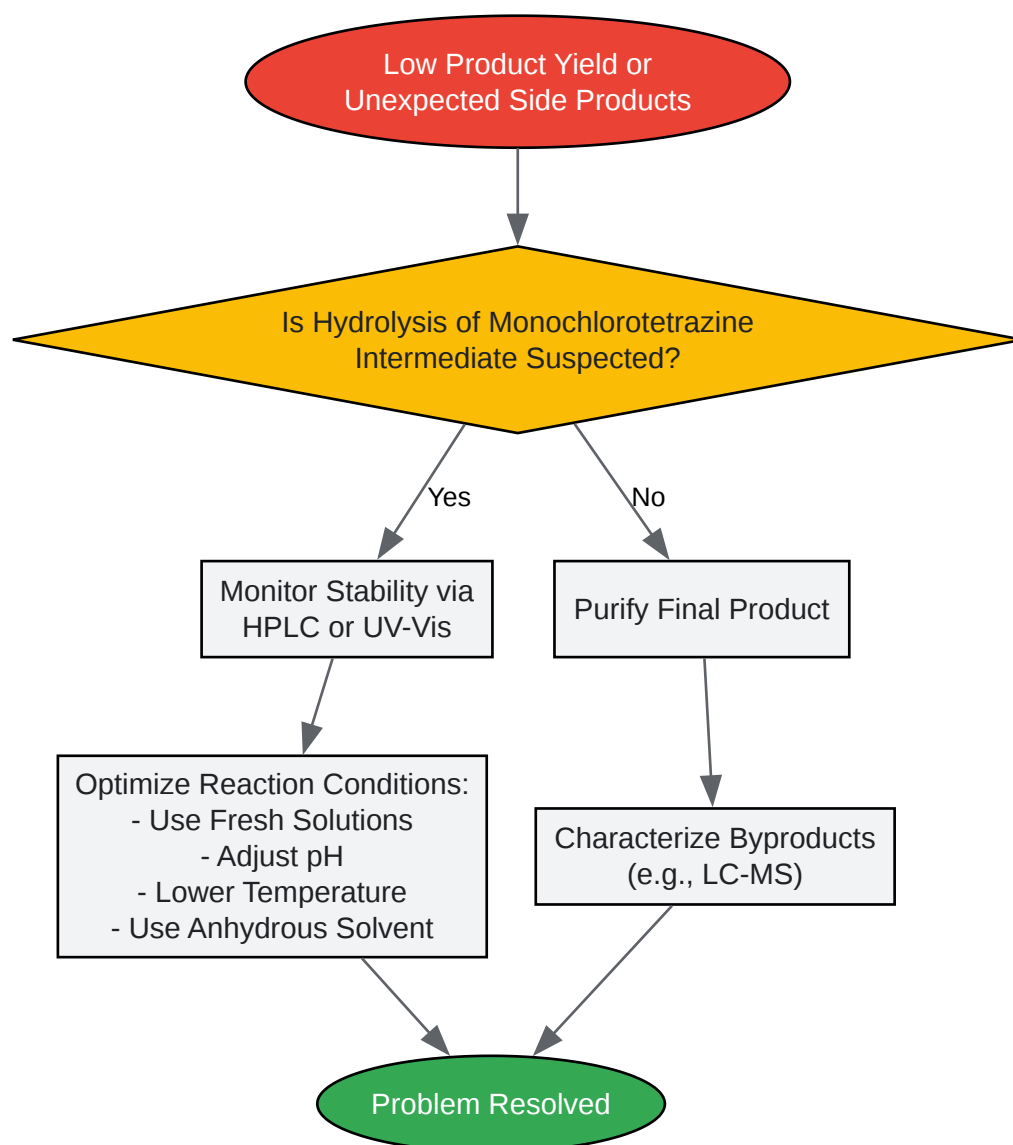 Low Product Yield or
Unexpected Side Products
Is Hydrolysis of Monochlorotetrazine
Intermediate Suspected?
Yes
No
Monitor Stability via
HPLC or UV-Vis
Purify Final Product
Optimize Reaction Conditions:
- Use Fresh Solutions
- Adjust pH
- Lower Temperature
- Use Anhydrous Solvent
Characterize Byproducts
(e.g., LC-MS)
Problem Resolved